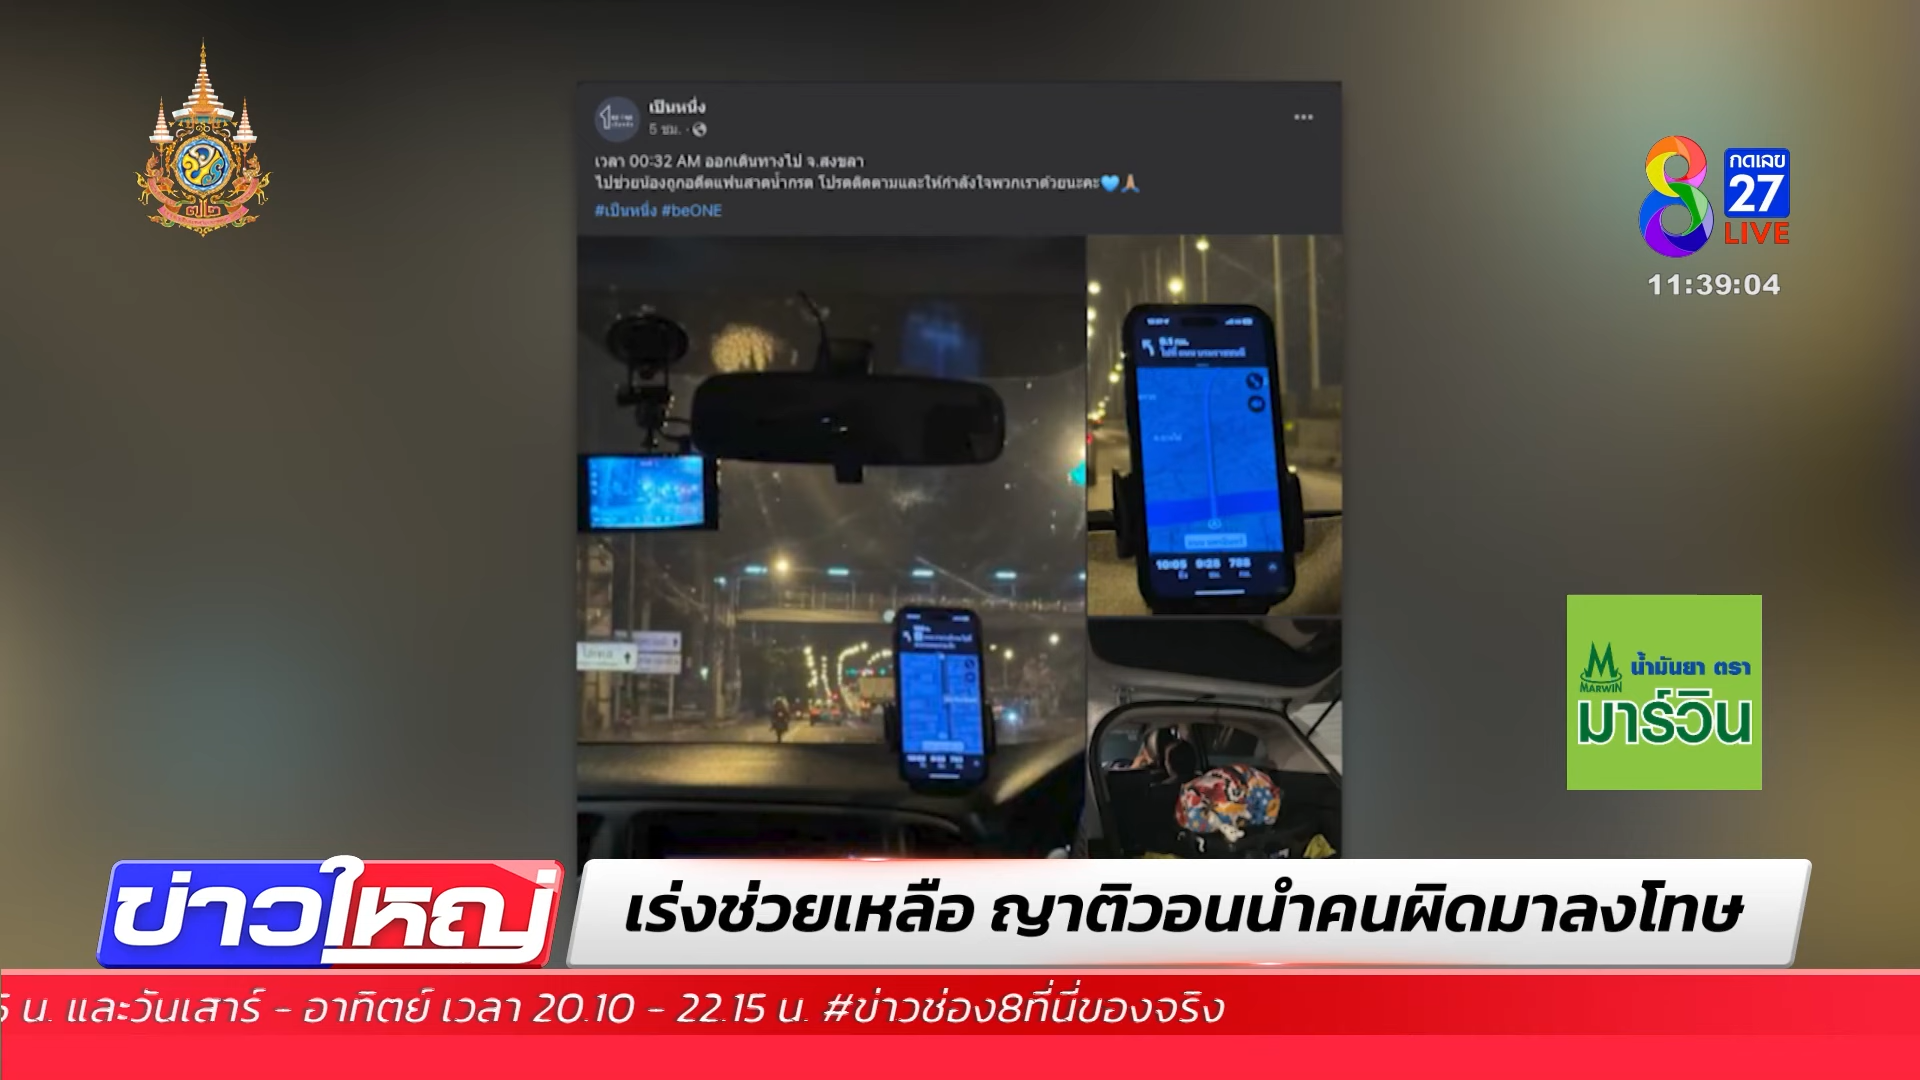 เป็นหนึ่ง
5 ชม.
เวลา 00:32 AM ออกเดินทางไป จ.สงขลา
ไปช่วยน้องถูกอดีตแฟนสาดน้ำกรด โปรดติดตามและให้กำลังใจพวกเราด้วยนะคะ💙🙏
#เป็นหนึ่ง #beONE
กดเลข
8 27
LIVE
11:39:04
10:05 9:25 788
น้ำมันยา ตรา
MARWIN
มาร์วิน
ข่าวใหญ่
เร่งช่วยเหลือ ญาติวอนนำคนผิดมาลงโทษ
5 น. และวันเสาร์ - อาทิตย์ เวลา 20.10 - 22.15 น. #ข่าวช่อง8ที่นี่ของจริง